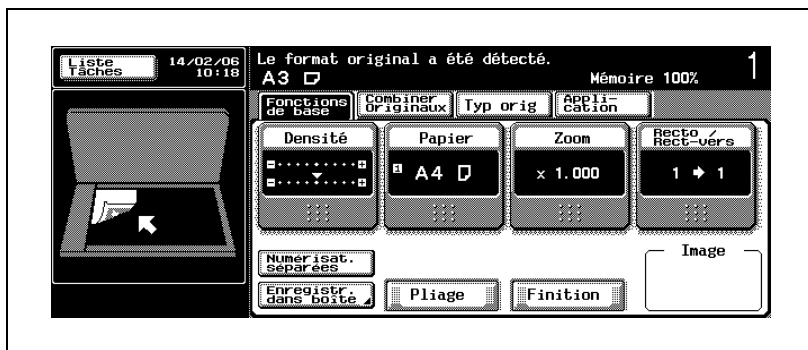 Liste
Tâches
14/02/06
10:18
Le format original a été détecté.
A3
Mémoire 100%
1
Fonctions
de base
Combiner
Originaux
Typ orig
Appli-
cation
Densité
Papier
Zoom
Recto /
Rect-vers
1 A4
× 1.000
1 → 1
Numérisat.
séparées
Image
Enregistr.
dans boîte
Pliage
Finition